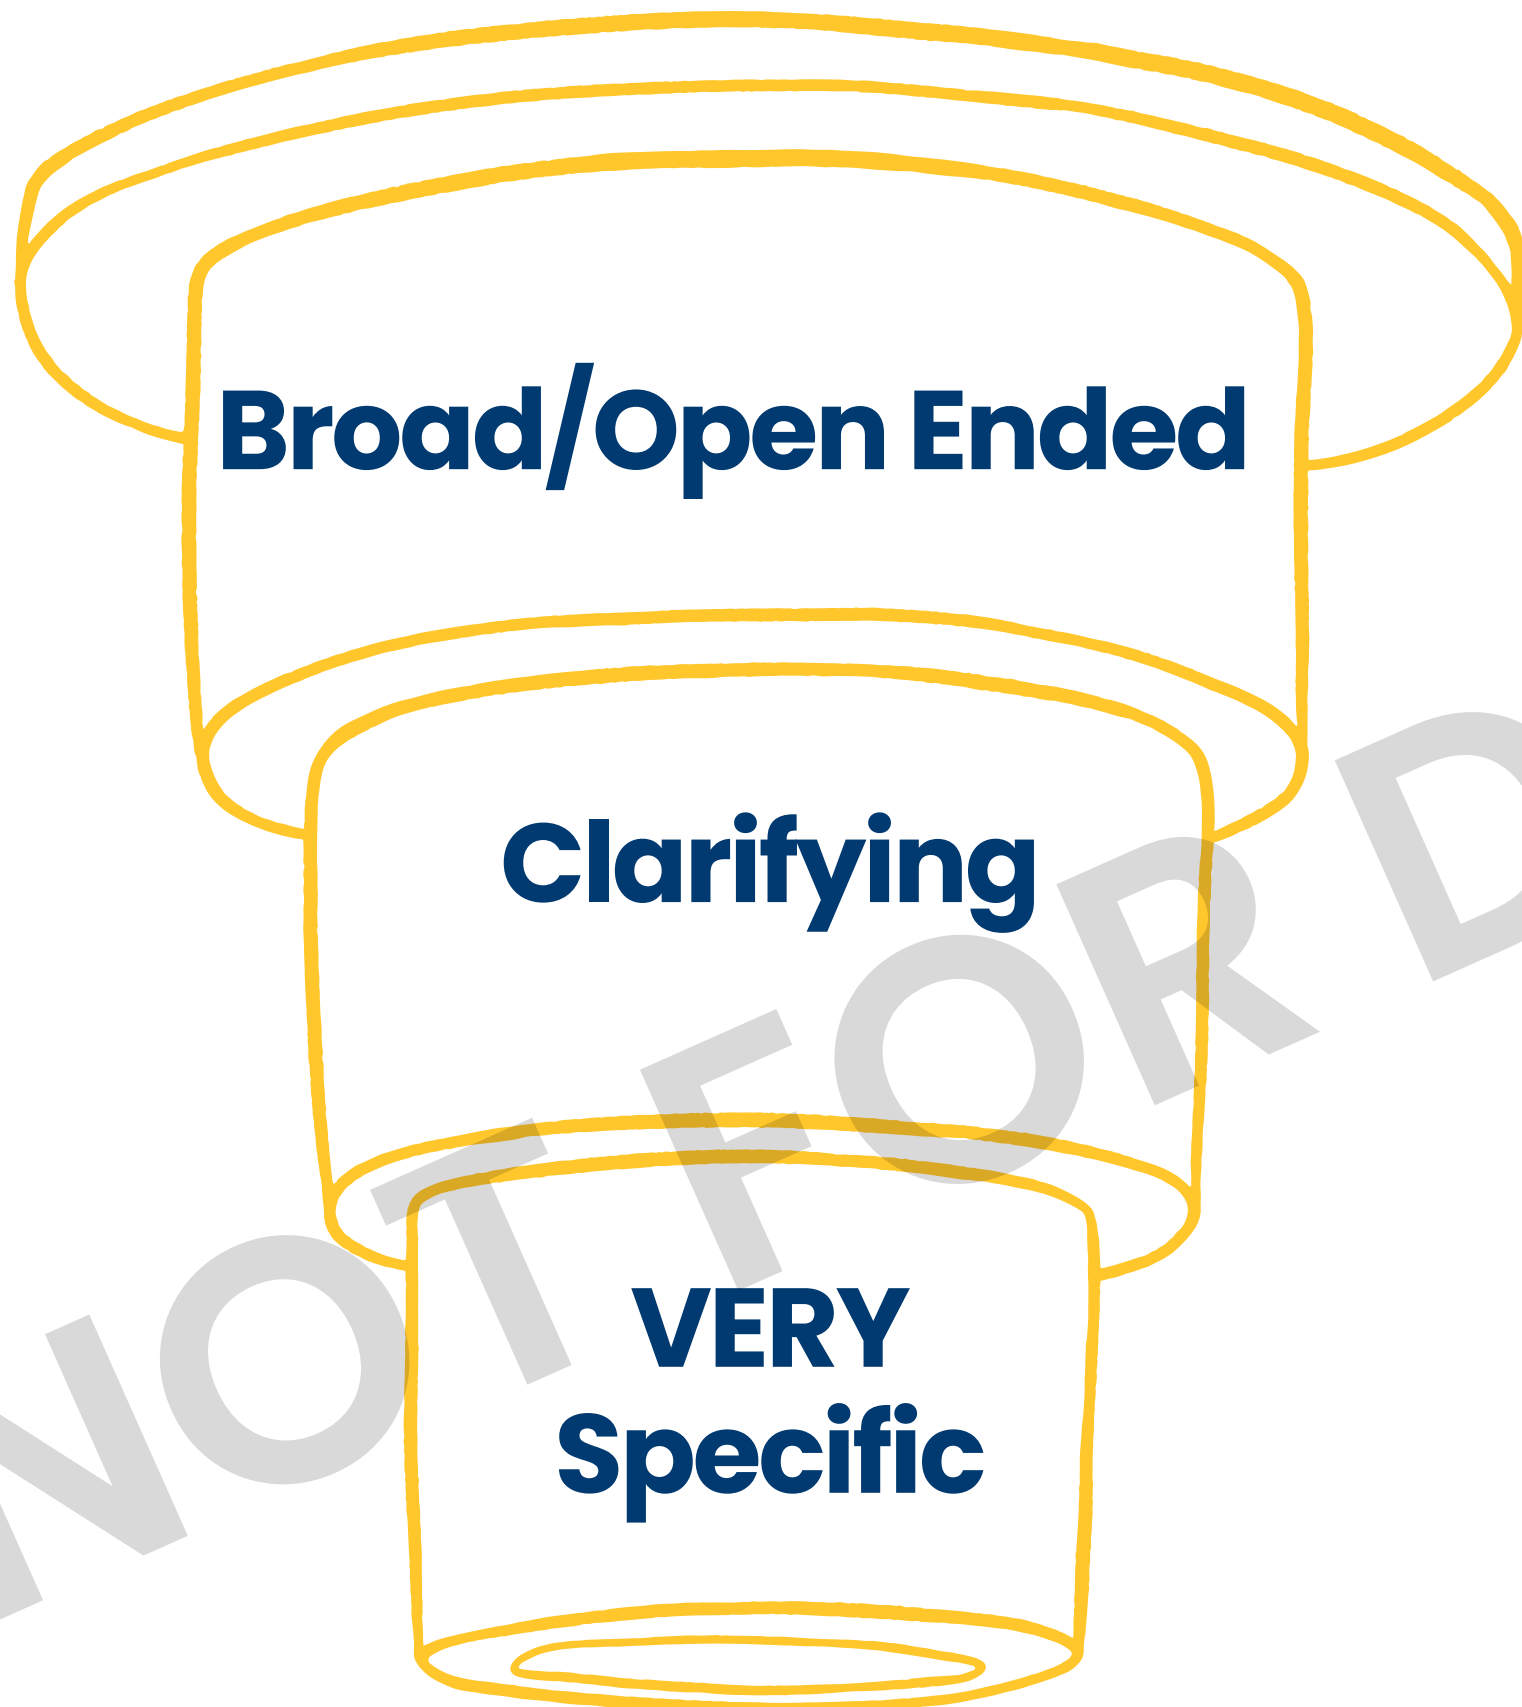 Broad/Open Ended
Clarifying
VERY
Specific
NOT FOR D